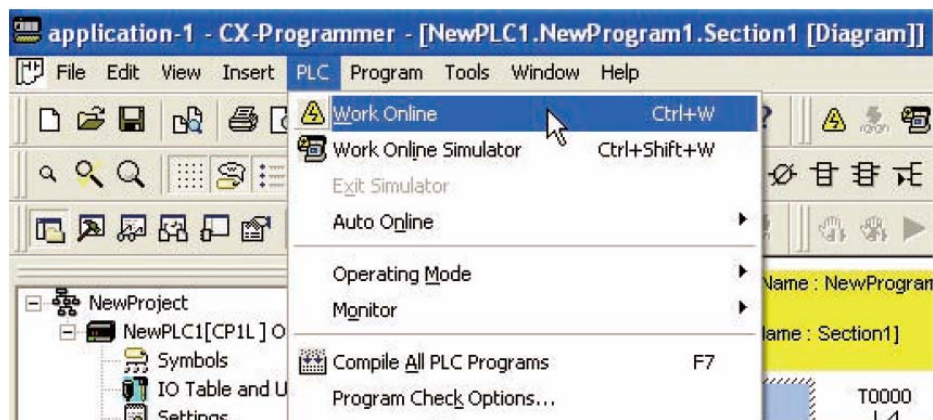 application-1 - CX-Programmer - [NewPLC1.NewProgram1.Section1 [Diagram]]
File Edit View Insert PLC Program Tools Window Help
Work Online Ctrl+W
Work Online Simulator Ctrl+Shift+W
Exit Simulator
Auto Online
Operating Mode
Monitor
Compile All PLC Programs F7
Program Check Options...
NewProject
NewPLC1[CP1L] O
Symbols
IO Table and U
Settings
Name : NewProgram
Name : Section1]
T0000